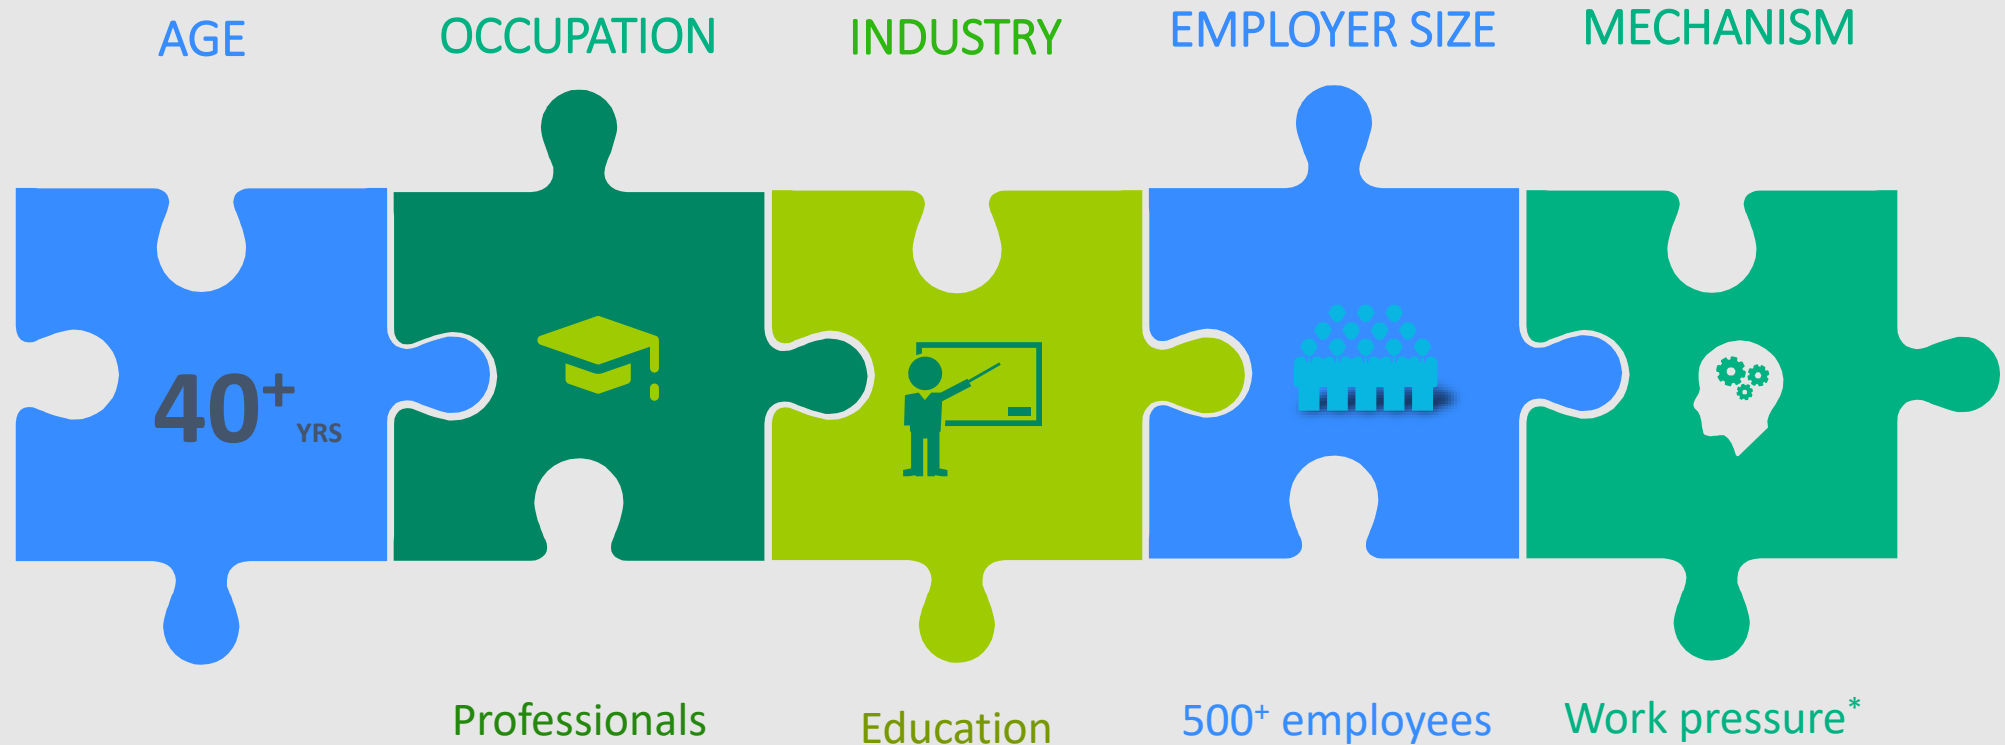 AGE
OCCUPATION
INDUSTRY
EMPLOYER SIZE
MECHANISM
40+ YRS
Professionals
Education
500+ employees
Work pressure*